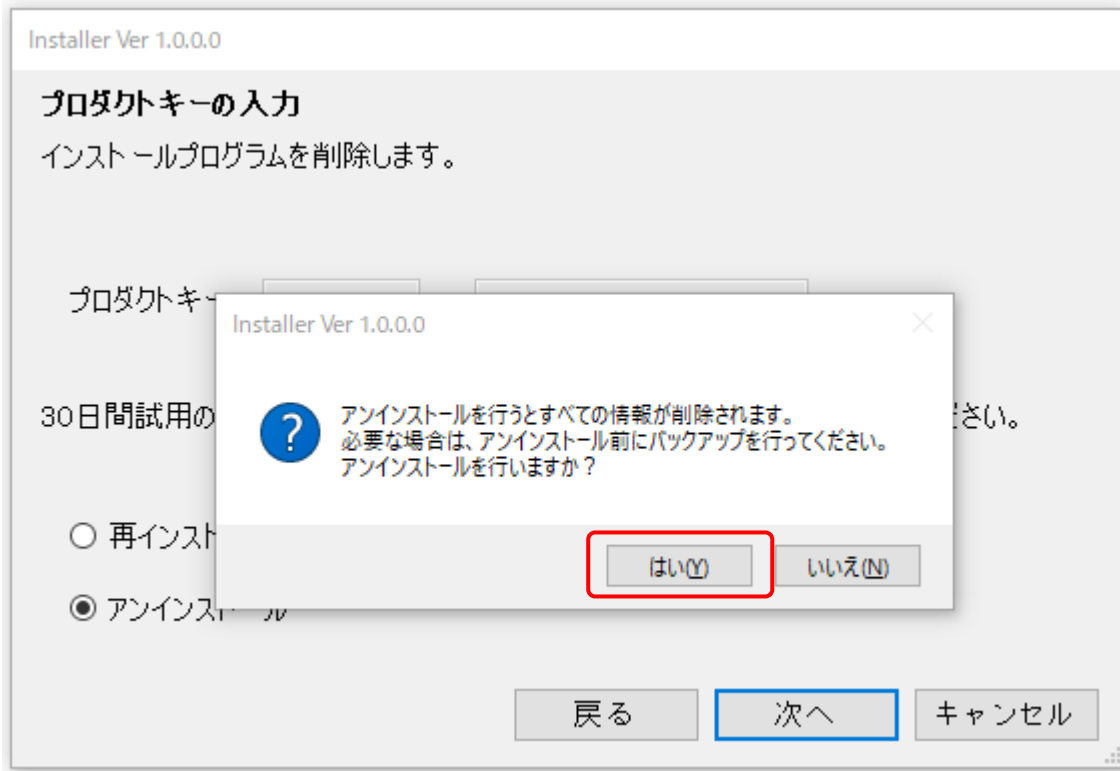 Installer Ver 1.0.0.0
プロダクトキーの入力
インストールプログラムを削除します。
プロダクトキー
Installer Ver 1.0.0.0
アンインストールを行うとすべての情報が削除されます。
必要な場合は、アンインストール前にバックアップを行ってください。
アンインストールを行いますか？
はい(Y)
いいえ(N)
30日間試用の
ださい。
再インスト
アンインストール
戻る
次へ
キャンセル